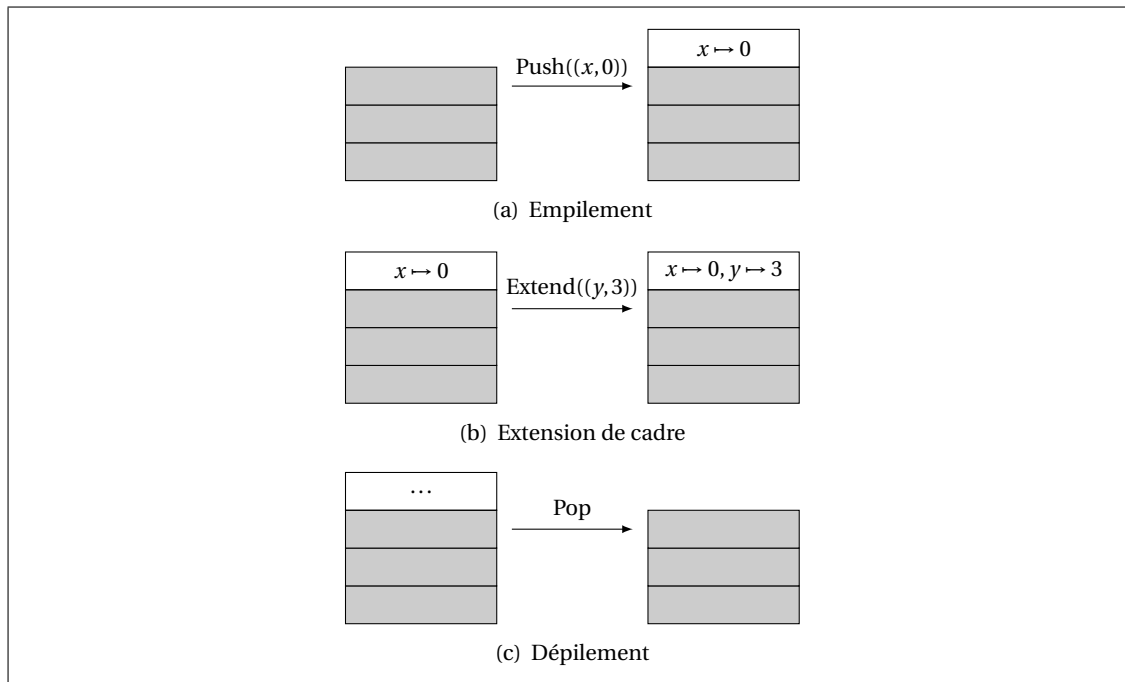 x ↦ 0
Push((x,0))
(a) Empilement
x ↦ 0
Extend((y,3))
x ↦ 0, y ↦ 3
(b) Extension de cadre
...
Pop
(c) Dépilement